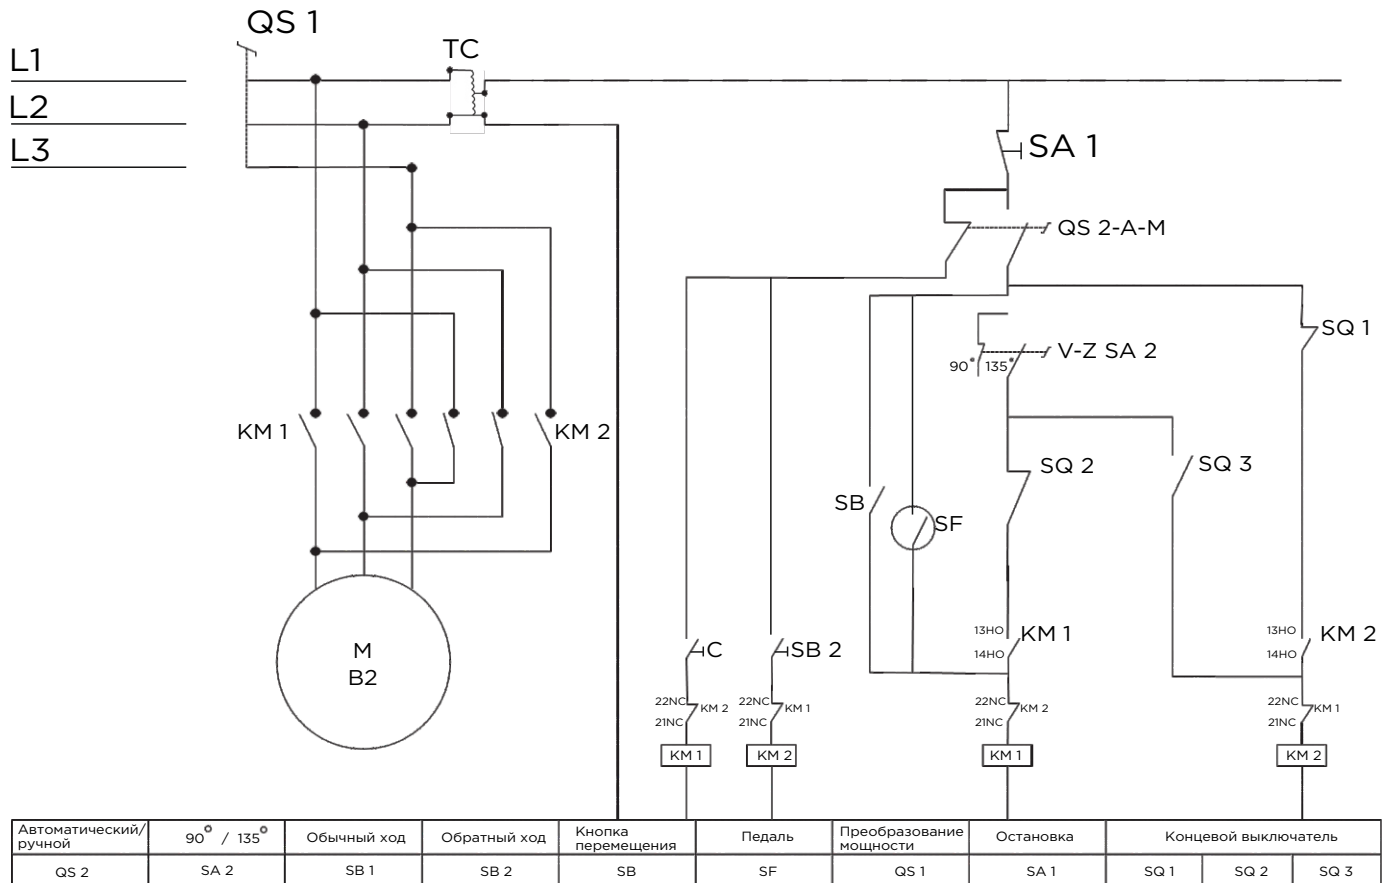 QS 1
L1
TC
L2
L3
SA 1
QS 2-A-M
SQ 1
V-Z SA 2
90° 135°
KM 1
KM 2
SQ 2
SQ 3
SB
SF
13НО
KM 1
14НО
13НО
KM 2
14НО
C
SB 2
M
B2
22NC
KM 2
21NC
22NC
KM 1
21NC
22NC
KM 2
21NC
22NC
KM 1
21NC
KM 1
KM 2
KM 1
KM 2
Автоматический/
ручной
90° / 135°
Обычный ход
Обратный ход
Кнопка
перемещения
Педаль
Преобразование
мощности
Остановка
Концевой выключатель
QS 2
SA 2
SB 1
SB 2
SB
SF
QS 1
SA 1
SQ 1
SQ 2
SQ 3